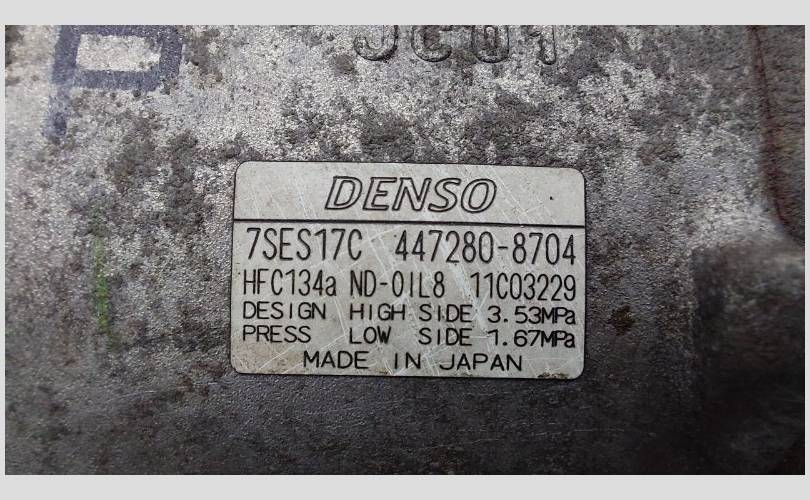 P
JC01
DENSO
7SES17C 447280-8704
HFC134a ND-OIL8 11C03229
DESIGN HIGH SIDE 3.53MPa
PRESS LOW SIDE 1.67MPa
MADE IN JAPAN